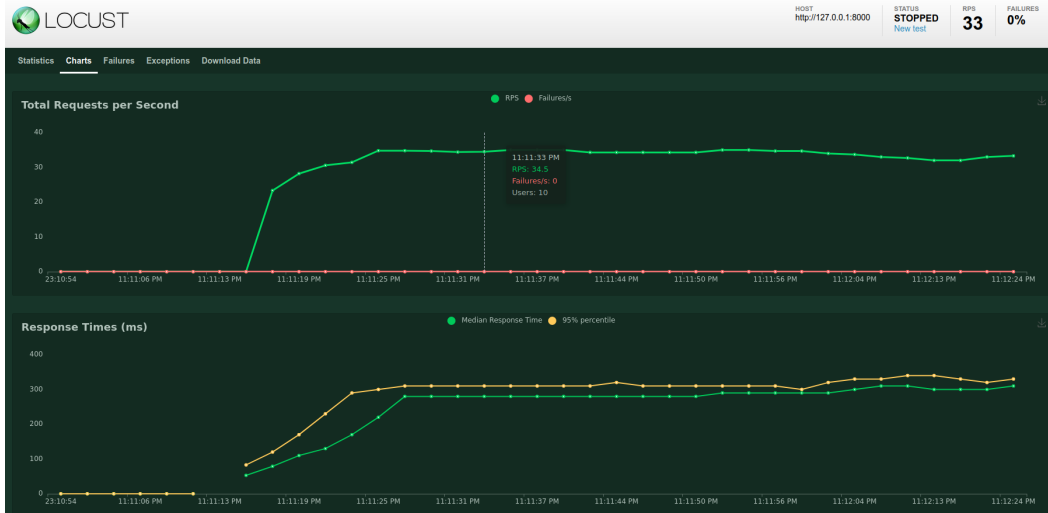 LOCUST
HOST
http://127.0.0.1:8000
STATUS
STOPPED
New test
RPS
33
FAILURES
0%
Statistics Charts Failures Exceptions Download Data
Total Requests per Second
RPS Failures/s
40
30
20
10
0
11:11:33 PM
RPS: 34.5
Failures/s: 0
Users: 10
23:10:54 11:11:06 PM 11:11:13 PM 11:11:19 PM 11:11:25 PM 11:11:31 PM 11:11:37 PM 11:11:44 PM 11:11:50 PM 11:11:56 PM 11:12:04 PM 11:12:13 PM 11:12:24 PM
Response Times (ms)
Median Response Time 95% percentile
400
300
200
100
0
23:10:54 11:11:06 PM 11:11:13 PM 11:11:19 PM 11:11:25 PM 11:11:31 PM 11:11:37 PM 11:11:44 PM 11:11:50 PM 11:11:56 PM 11:12:04 PM 11:12:13 PM 11:12:24 PM